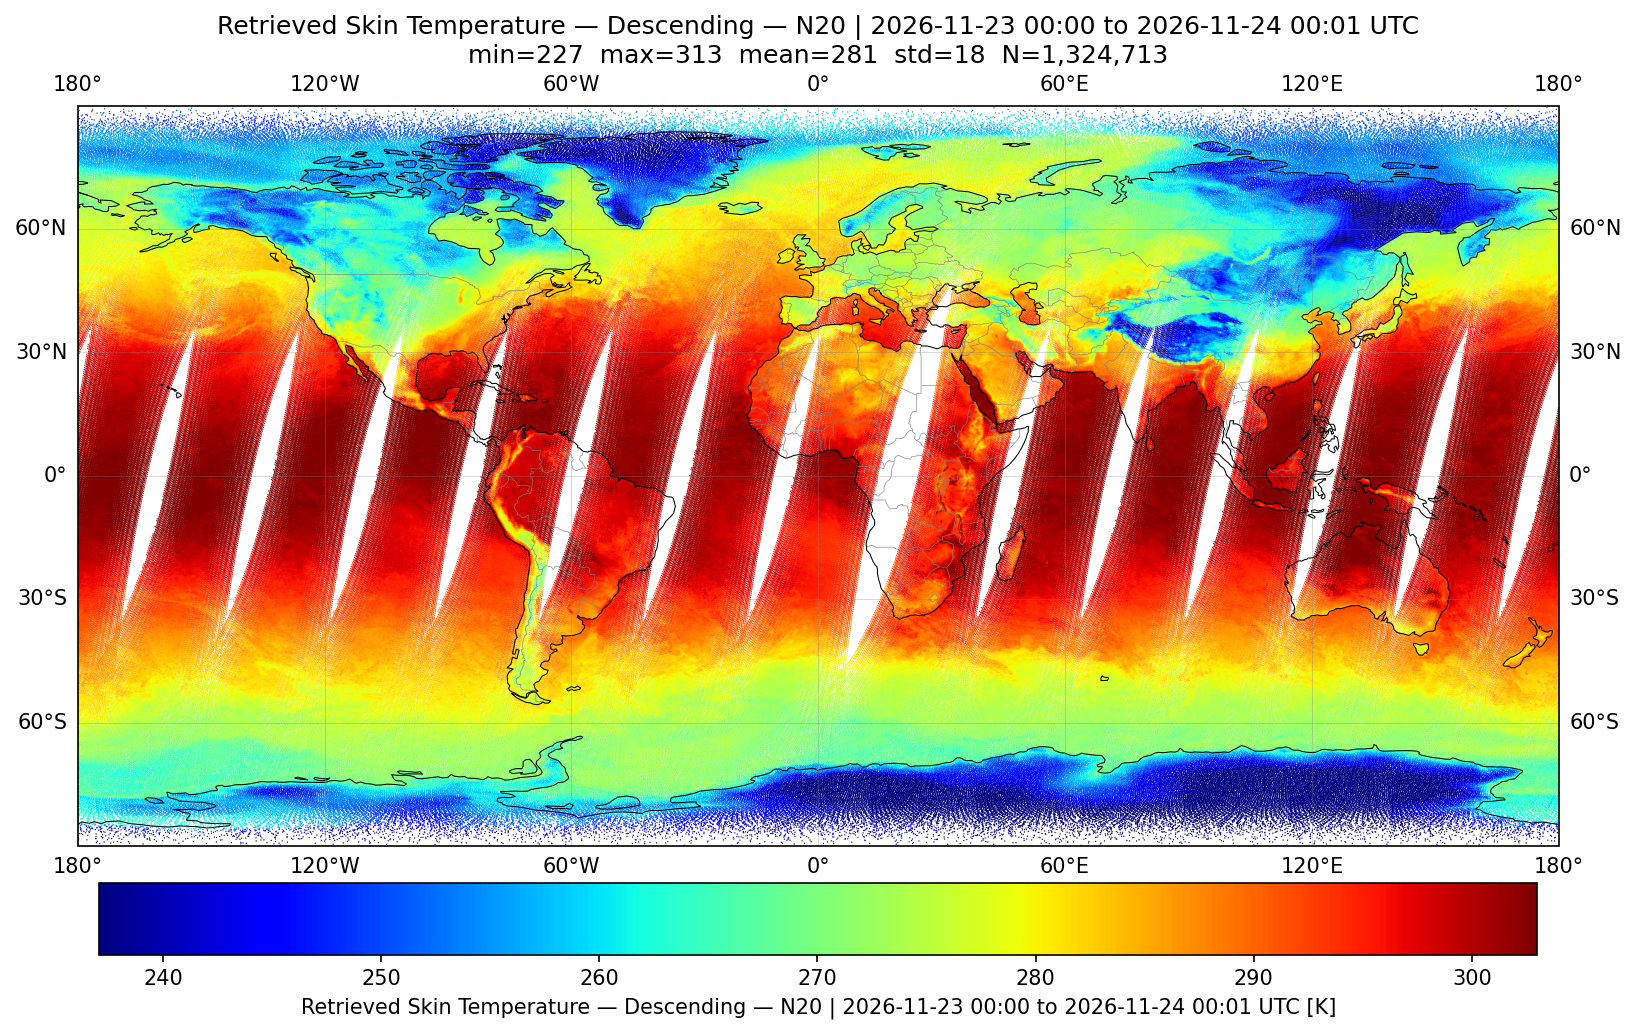 Retrieved Skin Temperature — Descending — N20 | 2026-11-23 00:00 to 2026-11-24 00:01 UTC
min=227 max=313 mean=281 std=18 N=1,324,713
180° 120°W 60°W 0° 60°E 120°E 180°
60°N 60°N
30°N 30°N
0° 0°
30°S 30°S
60°S 60°S
180° 120°W 60°W 0° 60°E 120°E 180°
240 250 260 270 280 290 300
Retrieved Skin Temperature — Descending — N20 | 2026-11-23 00:00 to 2026-11-24 00:01 UTC [K]